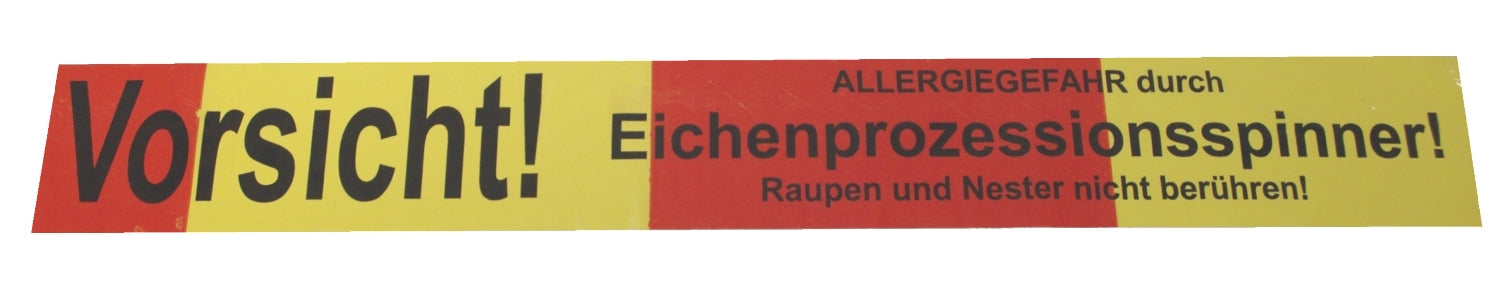 Vorsicht!
ALLERGIEGEFAHR durch
Eichenprozessionsspinner!
Raupen und Nester nicht berühren!